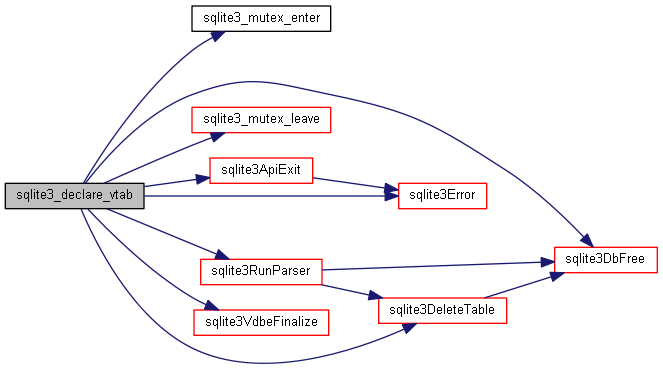 sqlite3_mutex_enter
sqlite3_mutex_leave
sqlite3ApiExit
sqlite3_declare_vtab
sqlite3Error
sqlite3DbFree
sqlite3RunParser
sqlite3DeleteTable
sqlite3VdbeFinalize